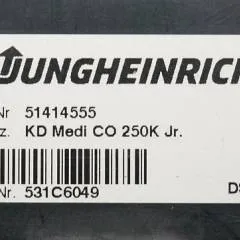 JUNGHEINRICH
Nr 51414555
z. KD Medi CO 250K Jr.
Nr. 531C6049 DS